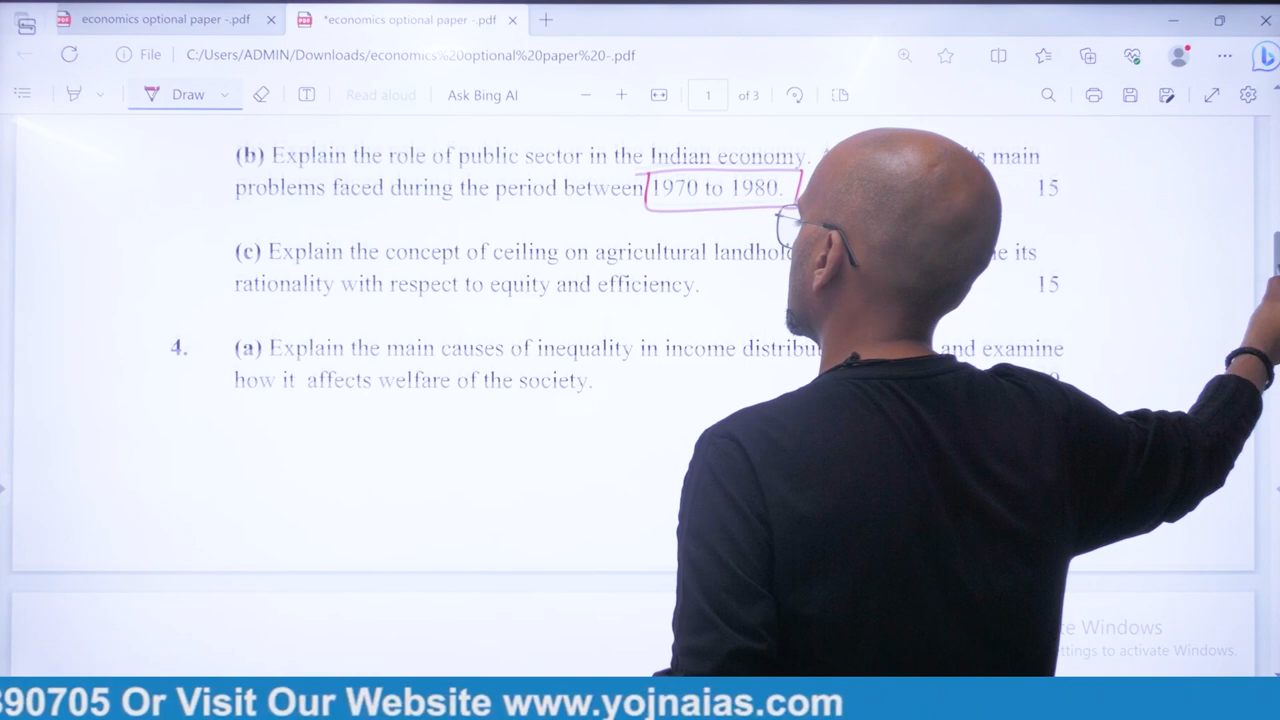 economics optional paper -.pdf
*economics optional paper -.pdf
File C:/Users/ADMIN/Downloads/economics%20optional%20paper%20-.pdf
Draw Read aloud Ask Bing AI 1 of 3
(b) Explain the role of public sector in the Indian economy. main
problems faced during the period between 1970 to 1980. 15
(c) Explain the concept of ceiling on agricultural its
rationality with respect to equity and efficiency. 15
4. (a) Explain the main causes of inequality in income and examine
how it affects welfare of the society.
Windows
to activate Windows.
390705 Or Visit Our Website www.yojnaias.com